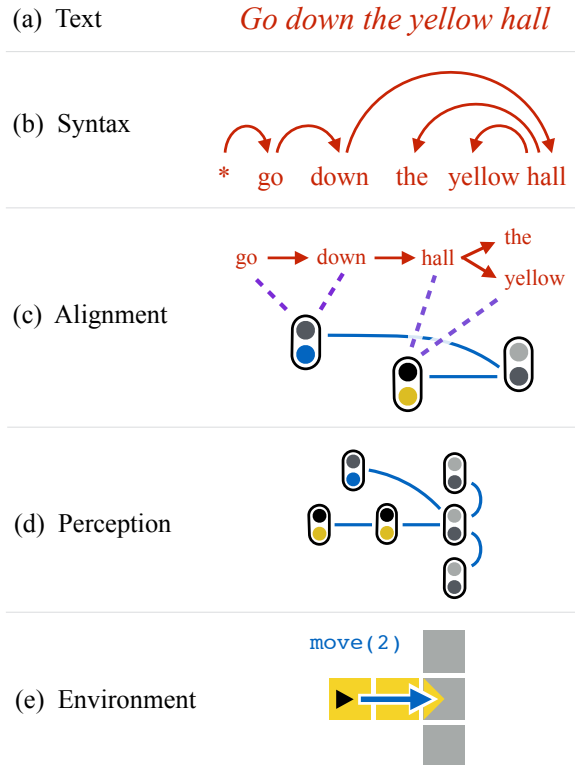 (a) Text
Go down the yellow hall
(b) Syntax
* go down the yellow hall
go down hall the
yellow
(c) Alignment
(d) Perception
move(2)
(e) Environment